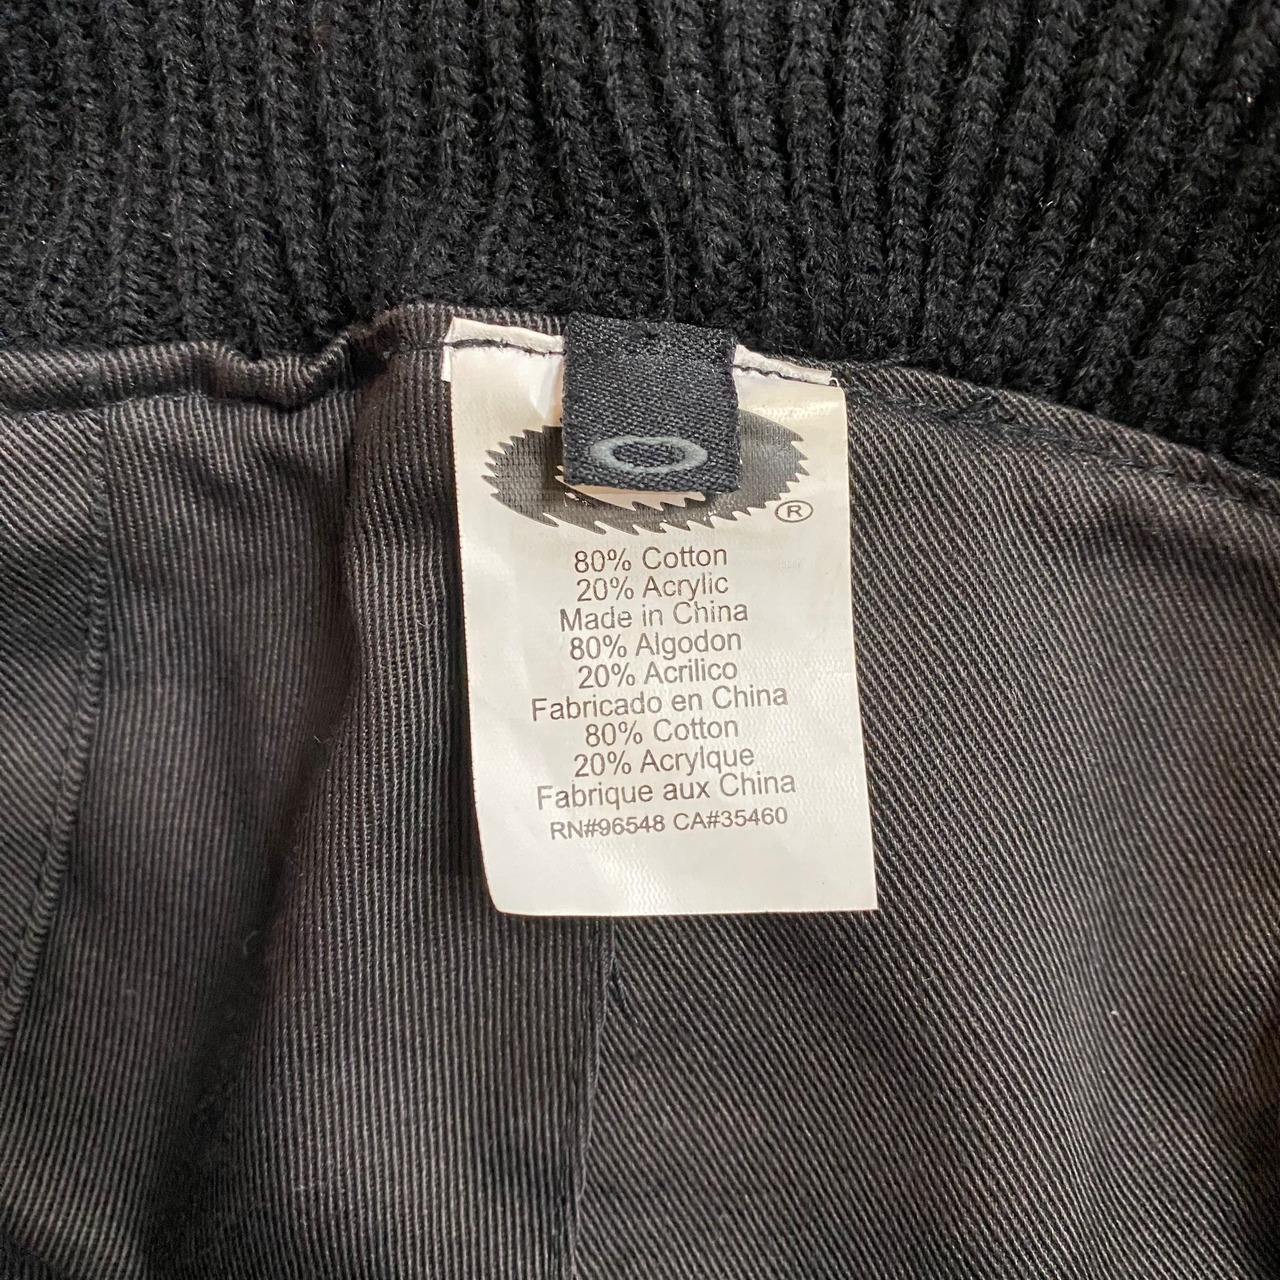 ®
80% Cotton
20% Acrylic
Made in China
80% Algodon
20% Acrilico
Fabricado en China
80% Cotton
20% Acrylque
Fabrique aux China
RN#96548 CA#35460